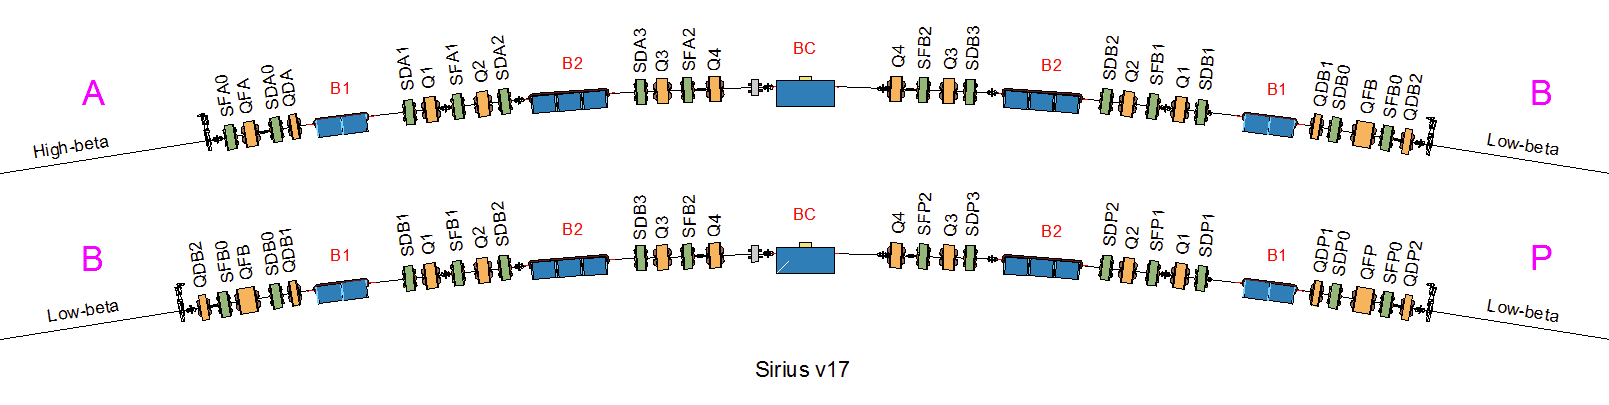 SFA0 QFA SDA0 QDA B1 SDA1 Q1 SFA1 Q2 SDA2 B2 SDA3 Q3 SFA2 Q4 BC Q4 SFB2 Q3 SDB3 B2 SDB2 Q2 SFB1 Q1 SDB1 B1 QDB1 SDB0 QFB SFB0 QDB2
A B
High-beta Low-beta
QDB2 SFB0 QFB SDB0 QDB1 B1 SDB1 Q1 SFB1 Q2 SDB2 B2 SDB3 Q3 SFB2 Q4 BC Q4 SFP2 Q3 SDP3 B2 SDP2 Q2 SFP1 Q1 SDP1 B1 QDP1 SDP0 QFP SFP0 QDP2
B P
Low-beta Low-beta
Sirius v17